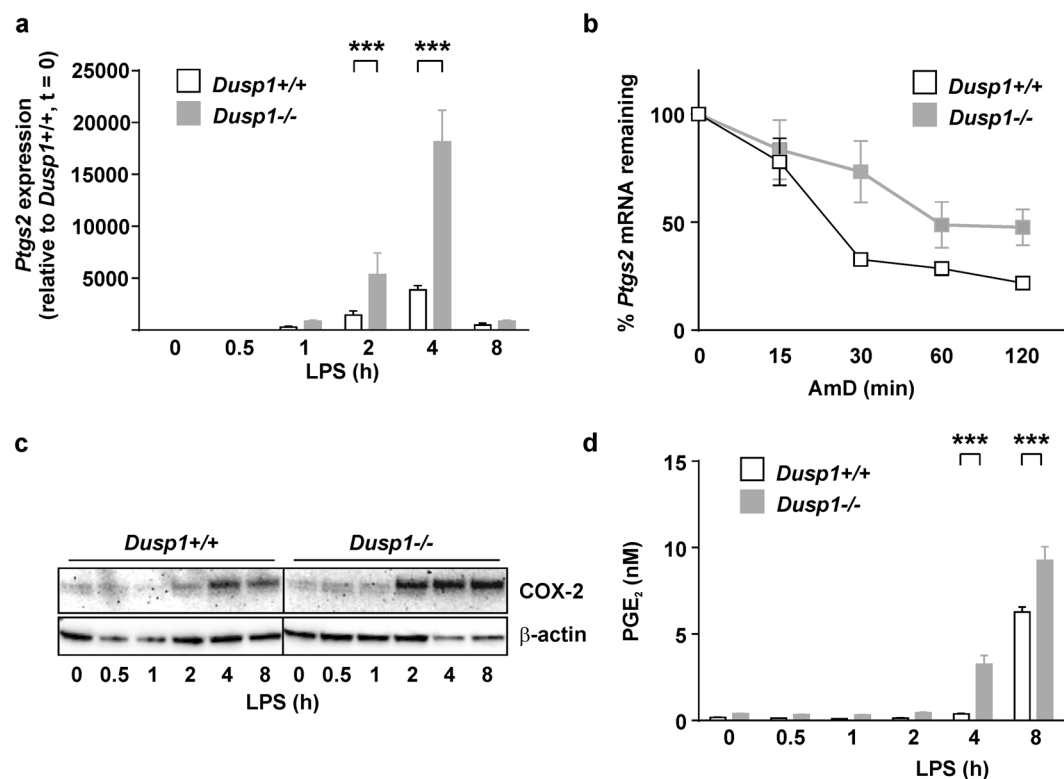 a
Ptgs2 expression
(relative to Dusp1+/+, t = 0)
25000
20000
15000
10000
5000
*** ***
Dusp1+/+
Dusp1-/-
0 0.5 1 2 4 8
LPS (h)
b
% Ptgs2 mRNA remaining
100
50
0
Dusp1+/+
Dusp1-/-
0 15 30 60 120
AmD (min)
c
Dusp1+/+ Dusp1-/-
COX-2
β-actin
0 0.5 1 2 4 8 0 0.5 1 2 4 8
LPS (h) LPS (h)
d
PGE2 (nM)
15
10
5
0
*** ***
Dusp1+/+
Dusp1-/-
0 0.5 1 2 4 8
LPS (h)